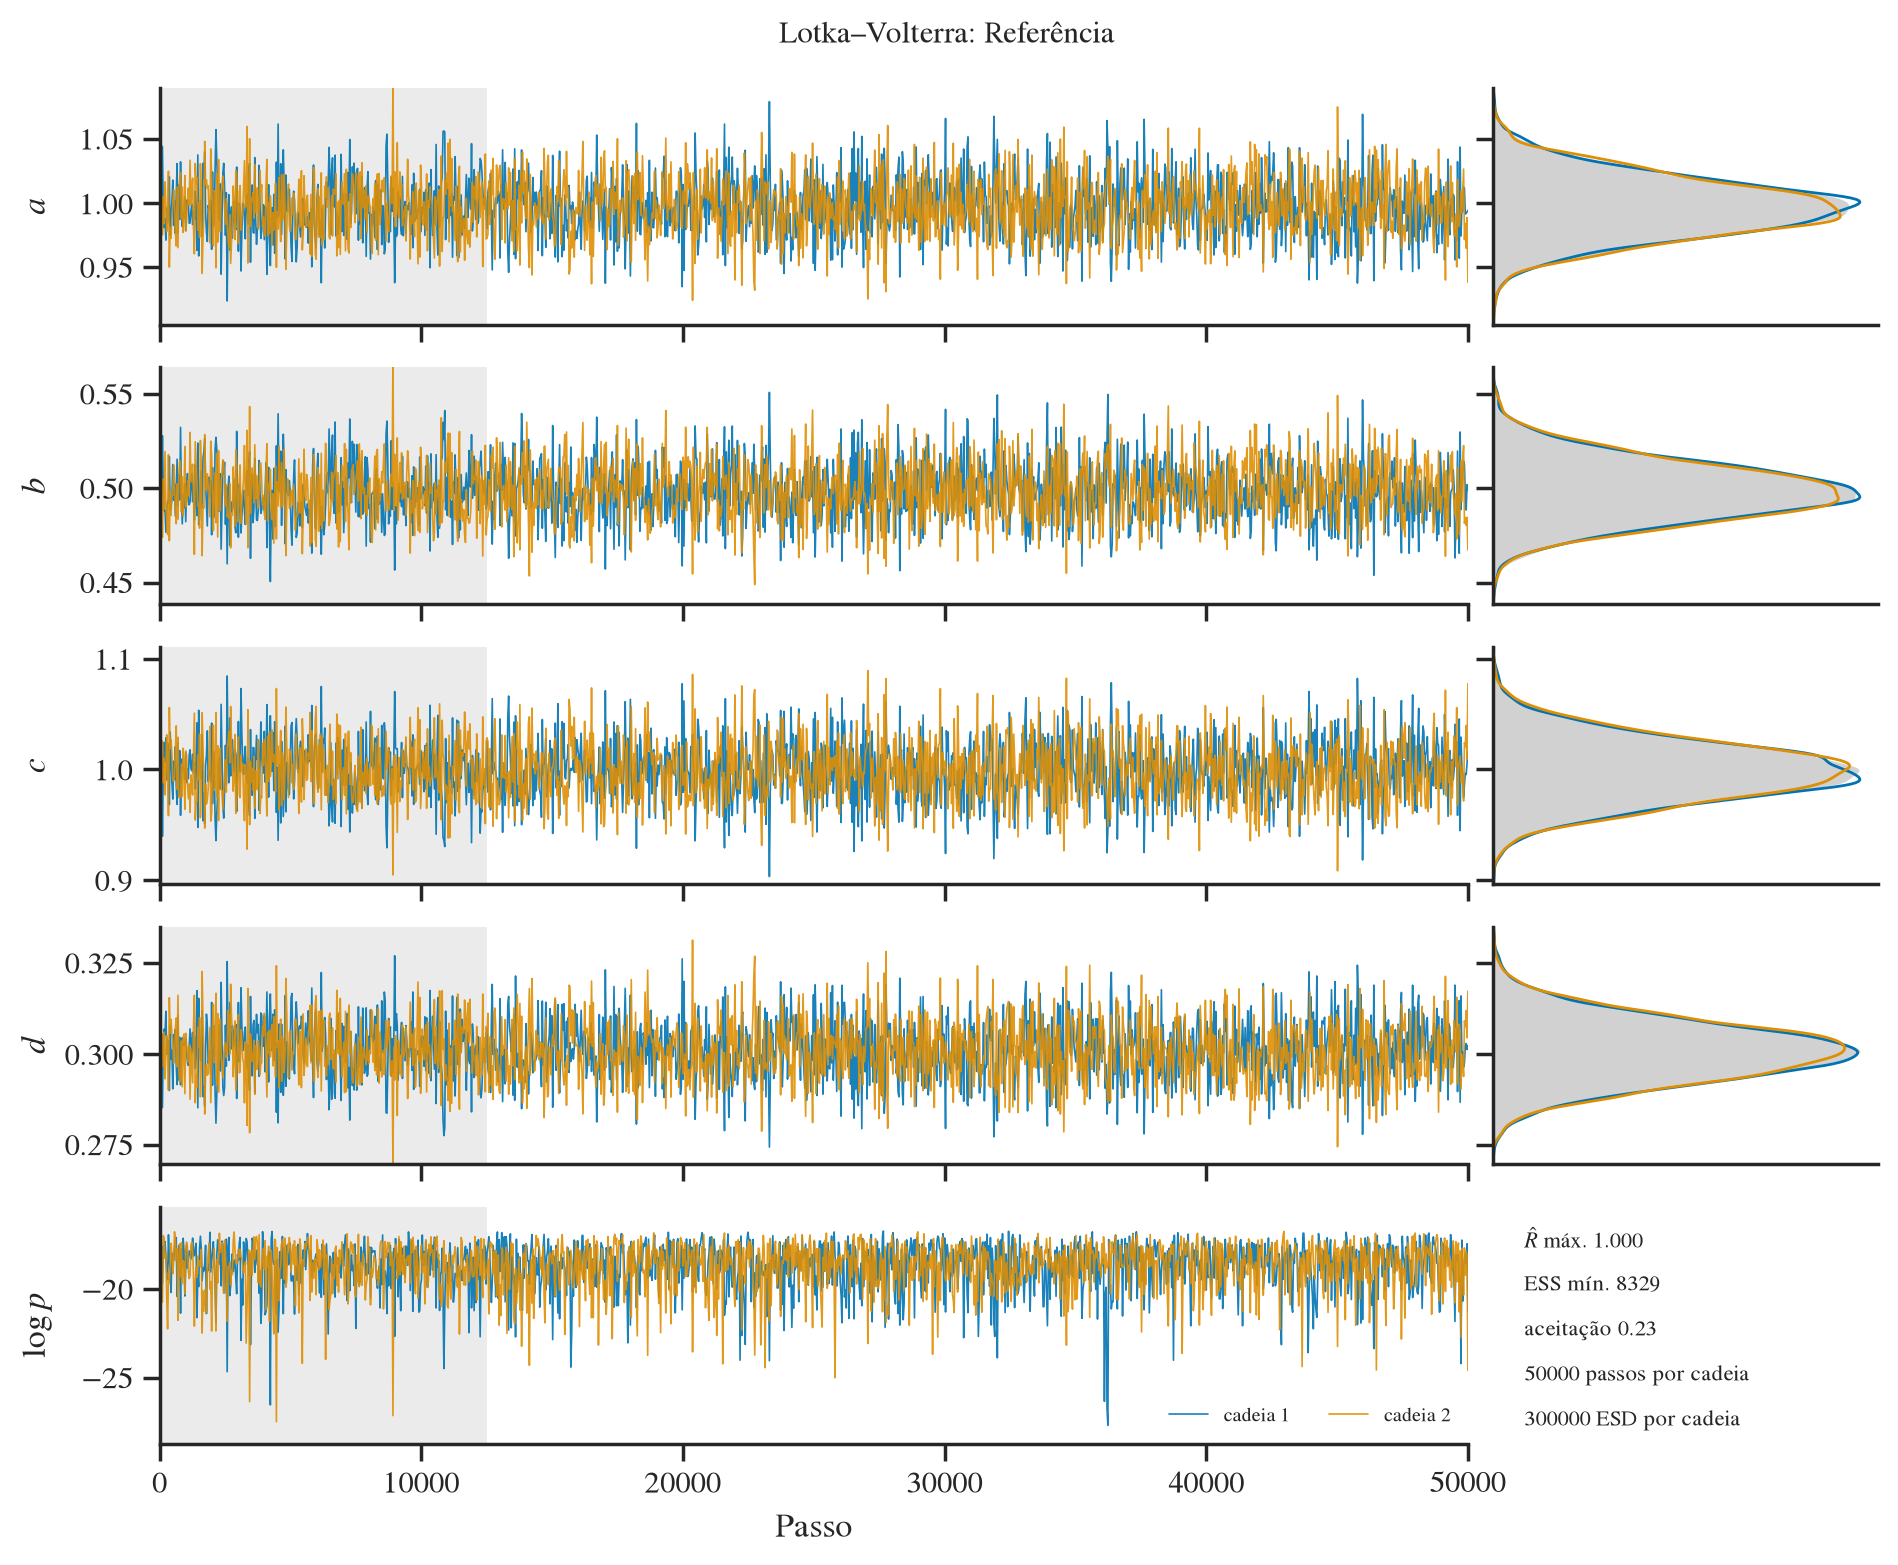 Lotka–Volterra: Referência
a
1.05
1.00
0.95
b
0.55
0.50
0.45
c
1.1
1.0
0.9
d
0.325
0.300
0.275
log p
−20
−25
cadeia 1
cadeia 2
R̂ máx. 1.000
ESS mín. 8329
aceitação 0.23
50000 passos por cadeia
300000 ESD por cadeia
0
10000
20000
30000
40000
50000
Passo